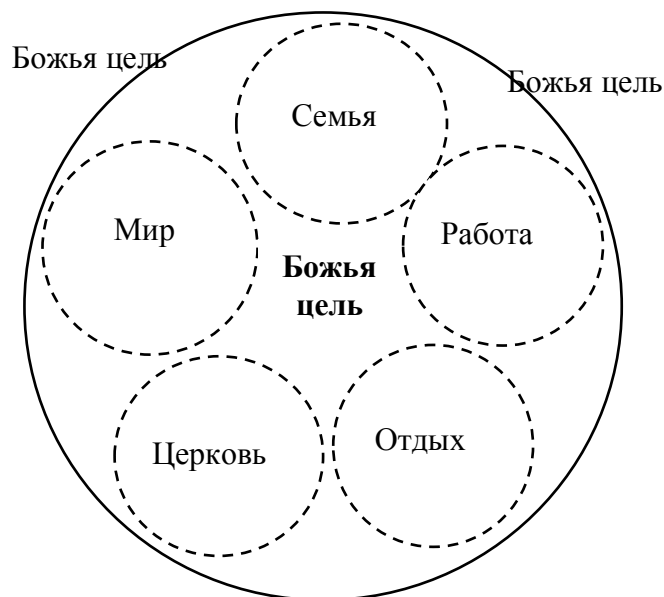 Божья цель
Божья цель
Семья
Мир
Работа
Божья
цель
Церковь
Отдых